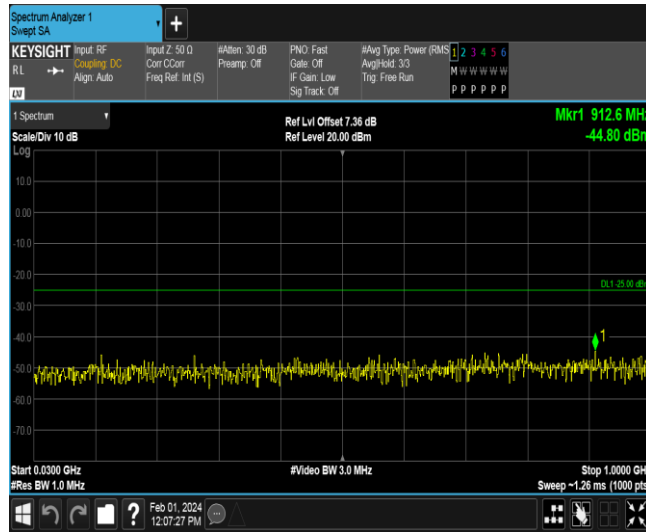 Spectrum Analyzer 1
Swept SA
+
KEYSIGHT Input: RF Input Z: 50 Ω #Atten: 30 dB PNO: Fast #Avg Type: Power (RMS 1 2 3 4 5 6
RL Coupling: DC Corr CCorr Preamp: Off Gate: Off Avg|Hold: 3/3 M W W W W W
Align: Auto Freq Ref: Int (S) IF Gain: Low Trig: Free Run
LXI Sig Track: Off P P P P P P
1 Spectrum
Ref Lvl Offset 7.36 dB Mkr1 912.6 MHz
Scale/Div 10 dB Ref Level 20.00 dBm -44.80 dBm
Log
10.0
0.00
-10.0
-20.0
DL1 -25.00 dBm
-30.0
-40.0
1
-50.0
-60.0
-70.0
Start 0.0300 GHz #Video BW 3.0 MHz Stop 1.0000 GHz
#Res BW 1.0 MHz Sweep ~1.26 ms (1000 pts)
? Feb 01, 2024
12:07:27 PM